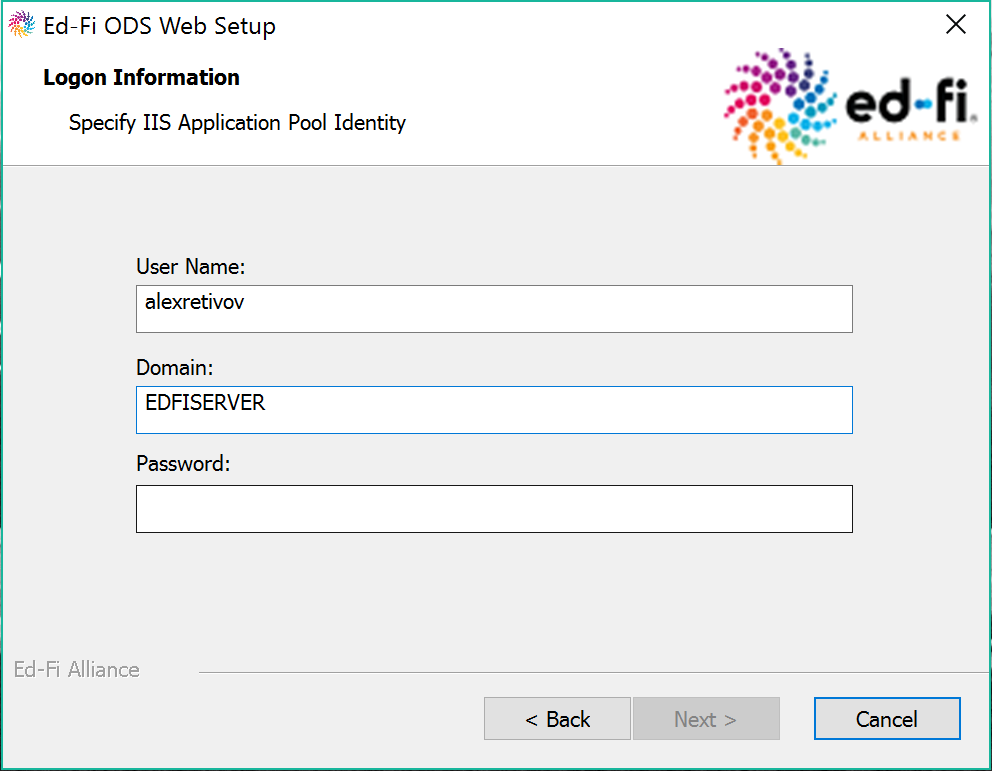 Ed-Fi ODS Web Setup
Logon Information
Specify IIS Application Pool Identity
ed-fi®
ALLIANCE
User Name:
alexretivov
Domain:
EDFISERVER
Password:
Ed-Fi Alliance
< Back
Next >
Cancel